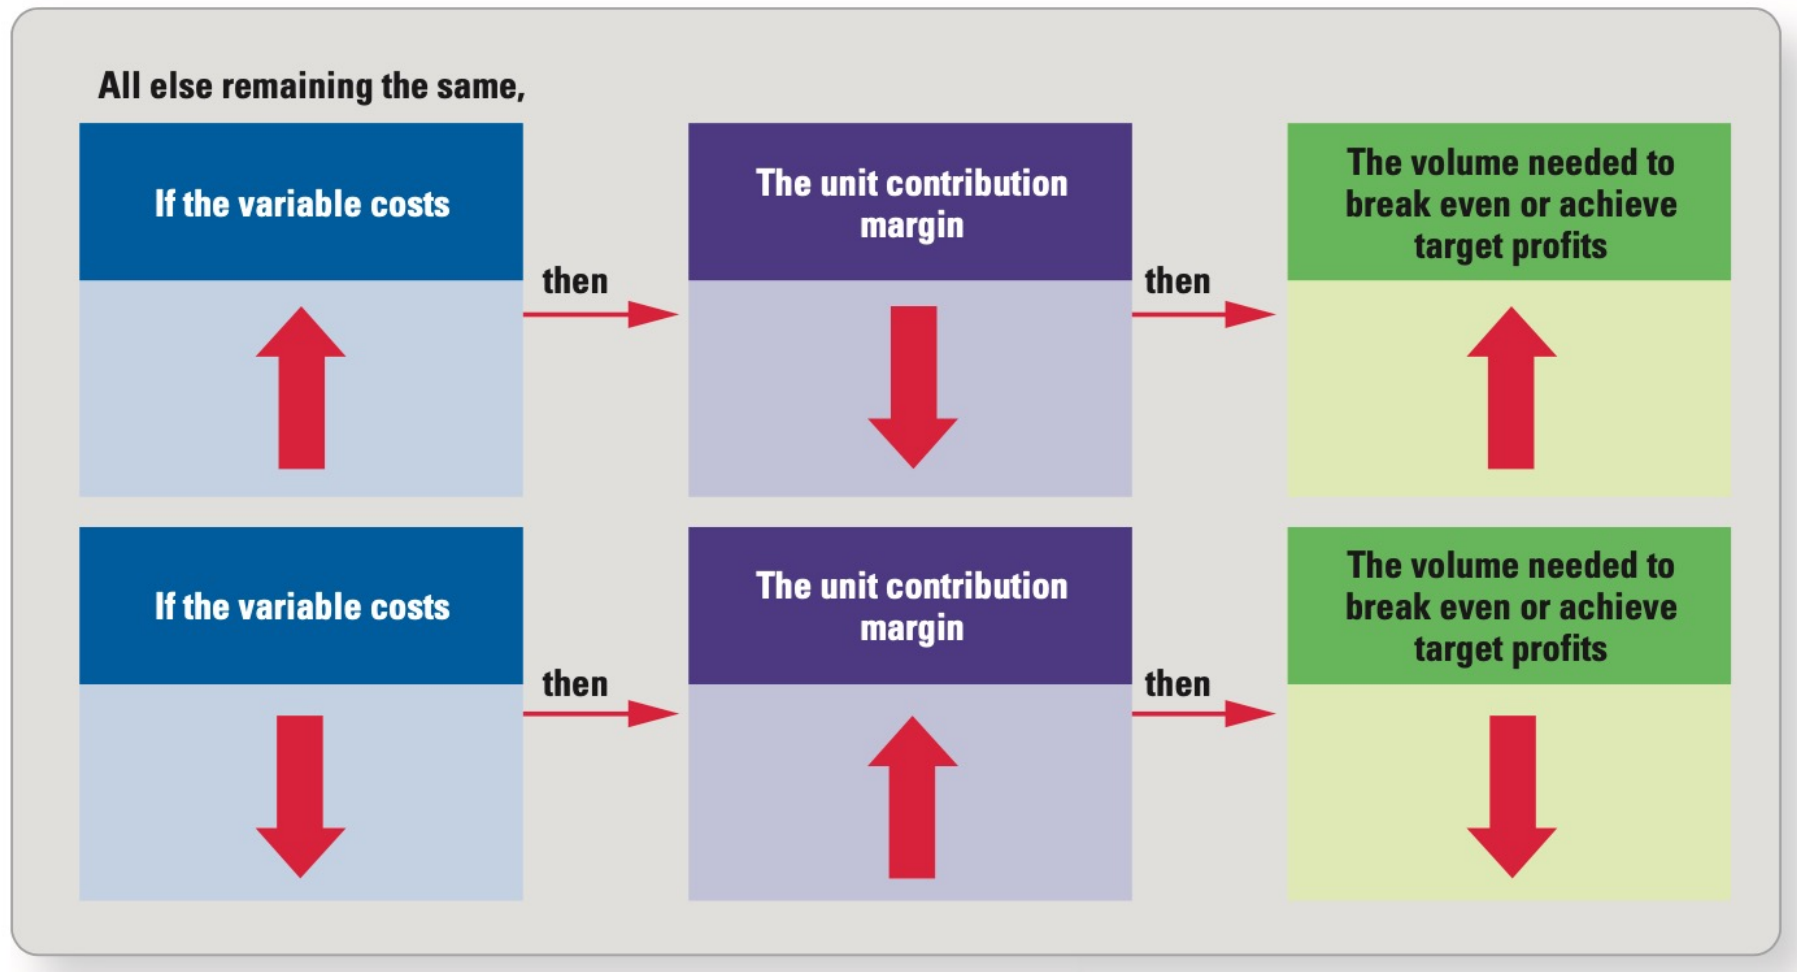 All else remaining the same,
If the variable costs
then
The unit contribution
margin
then
The volume needed to
break even or achieve
target profits
If the variable costs
then
The unit contribution
margin
then
The volume needed to
break even or achieve
target profits